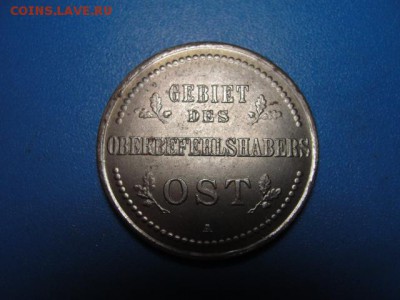 COINS.LAVE.RU
GEBIET
DES
OBERBEFEHLSHABERS
OST
A